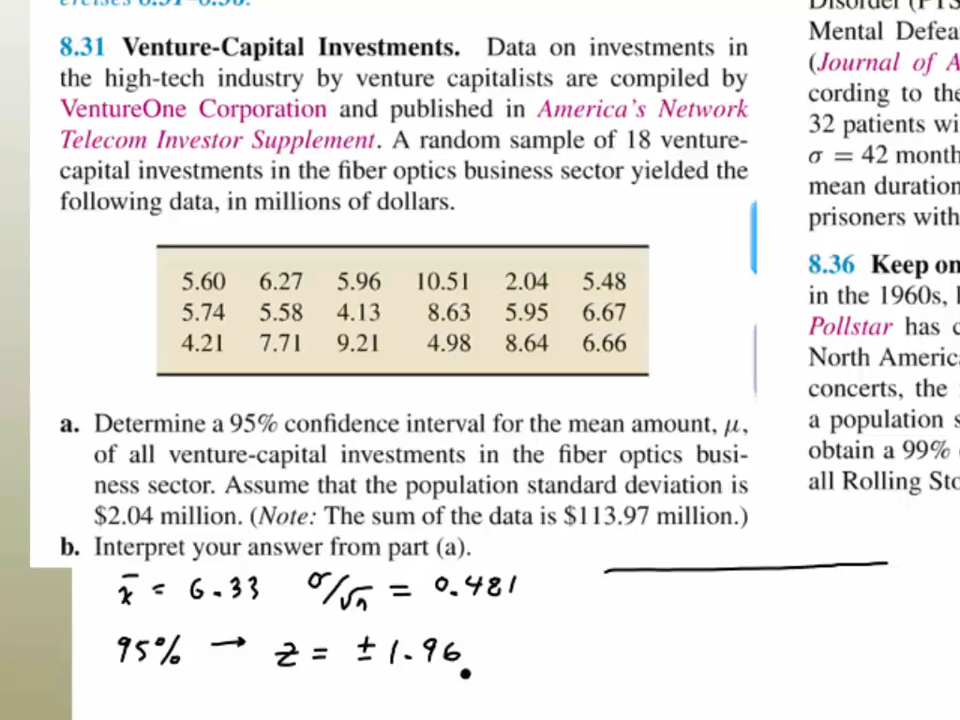 ercises 8.31–8.36.
8.31 Venture-Capital Investments. Data on investments in
the high-tech industry by venture capitalists are compiled by
VentureOne Corporation and published in America's Network
Telecom Investor Supplement. A random sample of 18 venture-
capital investments in the fiber optics business sector yielded the
following data, in millions of dollars.
5.60 6.27 5.96 10.51 2.04 5.48
5.74 5.58 4.13 8.63 5.95 6.67
4.21 7.71 9.21 4.98 8.64 6.66
a. Determine a 95% confidence interval for the mean amount, μ,
of all venture-capital investments in the fiber optics busi-
ness sector. Assume that the population standard deviation is
$2.04 million. (Note: The sum of the data is $113.97 million.)
b. Interpret your answer from part (a).
x̄ = 6.33 σ/√n = 0.481
95% → z = ± 1.96
Disorder (PTS
Mental Defea
(Journal of A
cording to the
32 patients wi
σ = 42 month
mean duration
prisoners with
8.36 Keep on
in the 1960s,
Pollstar has c
North America
concerts, the
a population s
obtain a 99%
all Rolling Sto